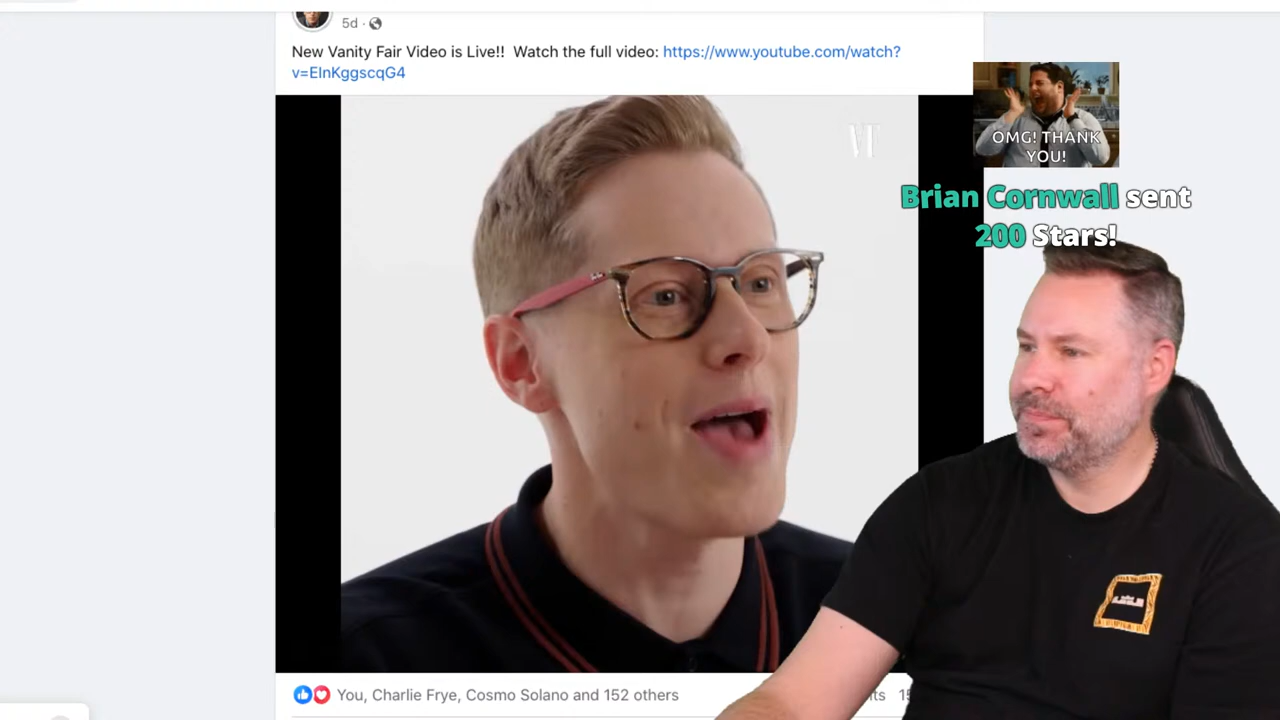 5d ·
New Vanity Fair Video is Live!! Watch the full video: https://www.youtube.com/watch?
v=EInKggscqG4
VF
OMG! THANK
YOU!
Brian Cornwall sent
200 Stars!
You, Charlie Frye, Cosmo Solano and 152 others